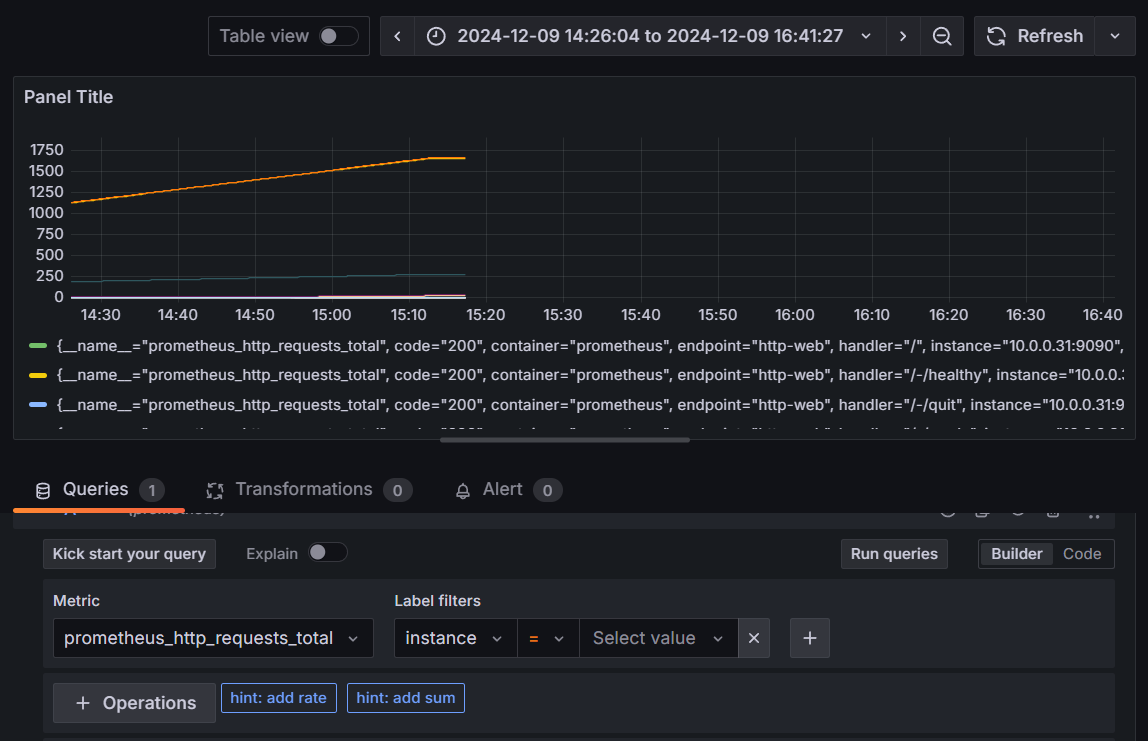 Table view
2024-12-09 14:26:04 to 2024-12-09 16:41:27
Refresh
Panel Title
1750
1500
1250
1000
750
500
250
0
14:30 14:40 14:50 15:00 15:10 15:20 15:30 15:40 15:50 16:00 16:10 16:20 16:30 16:40
{__name__="prometheus_http_requests_total", code="200", container="prometheus", endpoint="http-web", handler="/", instance="10.0.0.31:9090",
{__name__="prometheus_http_requests_total", code="200", container="prometheus", endpoint="http-web", handler="/-/healthy", instance="10.0.0.3
{__name__="prometheus_http_requests_total", code="200", container="prometheus", endpoint="http-web", handler="/-/quit", instance="10.0.0.31:9
Queries 1 Transformations 0 Alert 0
Kick start your query Explain Run queries Builder Code
Metric Label filters
prometheus_http_requests_total instance = Select value
+ Operations hint: add rate hint: add sum